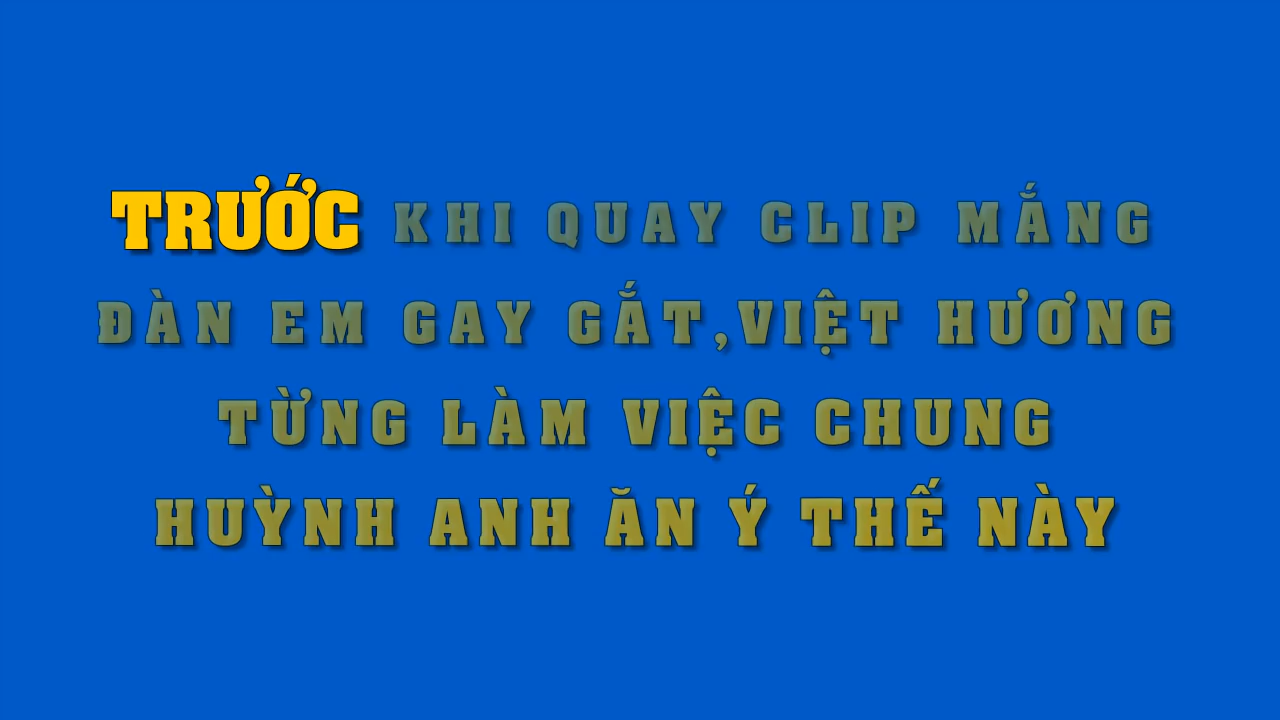 TRƯỚC KHI QUAY CLIP MẮNG
ĐÀN EM GAY GẮT,VIỆT HƯƠNG
TỪNG LÀM VIỆC CHUNG
HUỲNH ANH ĂN Ý THẾ NÀY